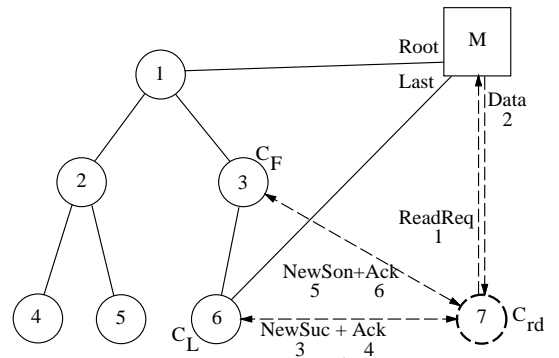 M
Root
1
Last
Data
2
C_F
2
3
ReadReq
1
NewSon+Ack
5 6
4
5
6
7
C_rd
C_L
NewSuc + Ack
3 4